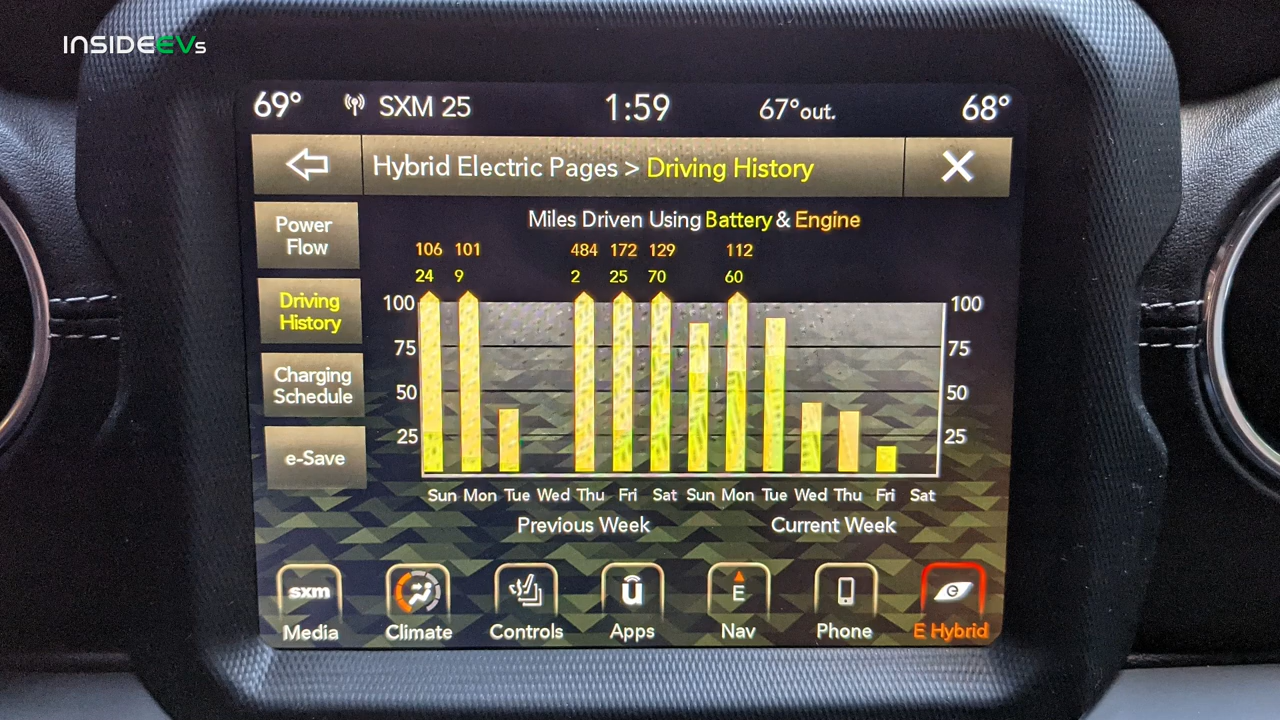 INSIDEEVs
69° SXM 25 1:59 67°out. 68°
Hybrid Electric Pages > Driving History X
Power
Flow
Driving
History
Charging
Schedule
e-Save
Miles Driven Using Battery & Engine
106 101 484 172 129 112
24 9 2 25 70 60
100 100
75 75
50 50
25 25
Sun Mon Tue Wed Thu Fri Sat Sun Mon Tue Wed Thu Fri Sat
Previous Week Current Week
sxm u E e
Media Climate Controls Apps Nav Phone E Hybrid